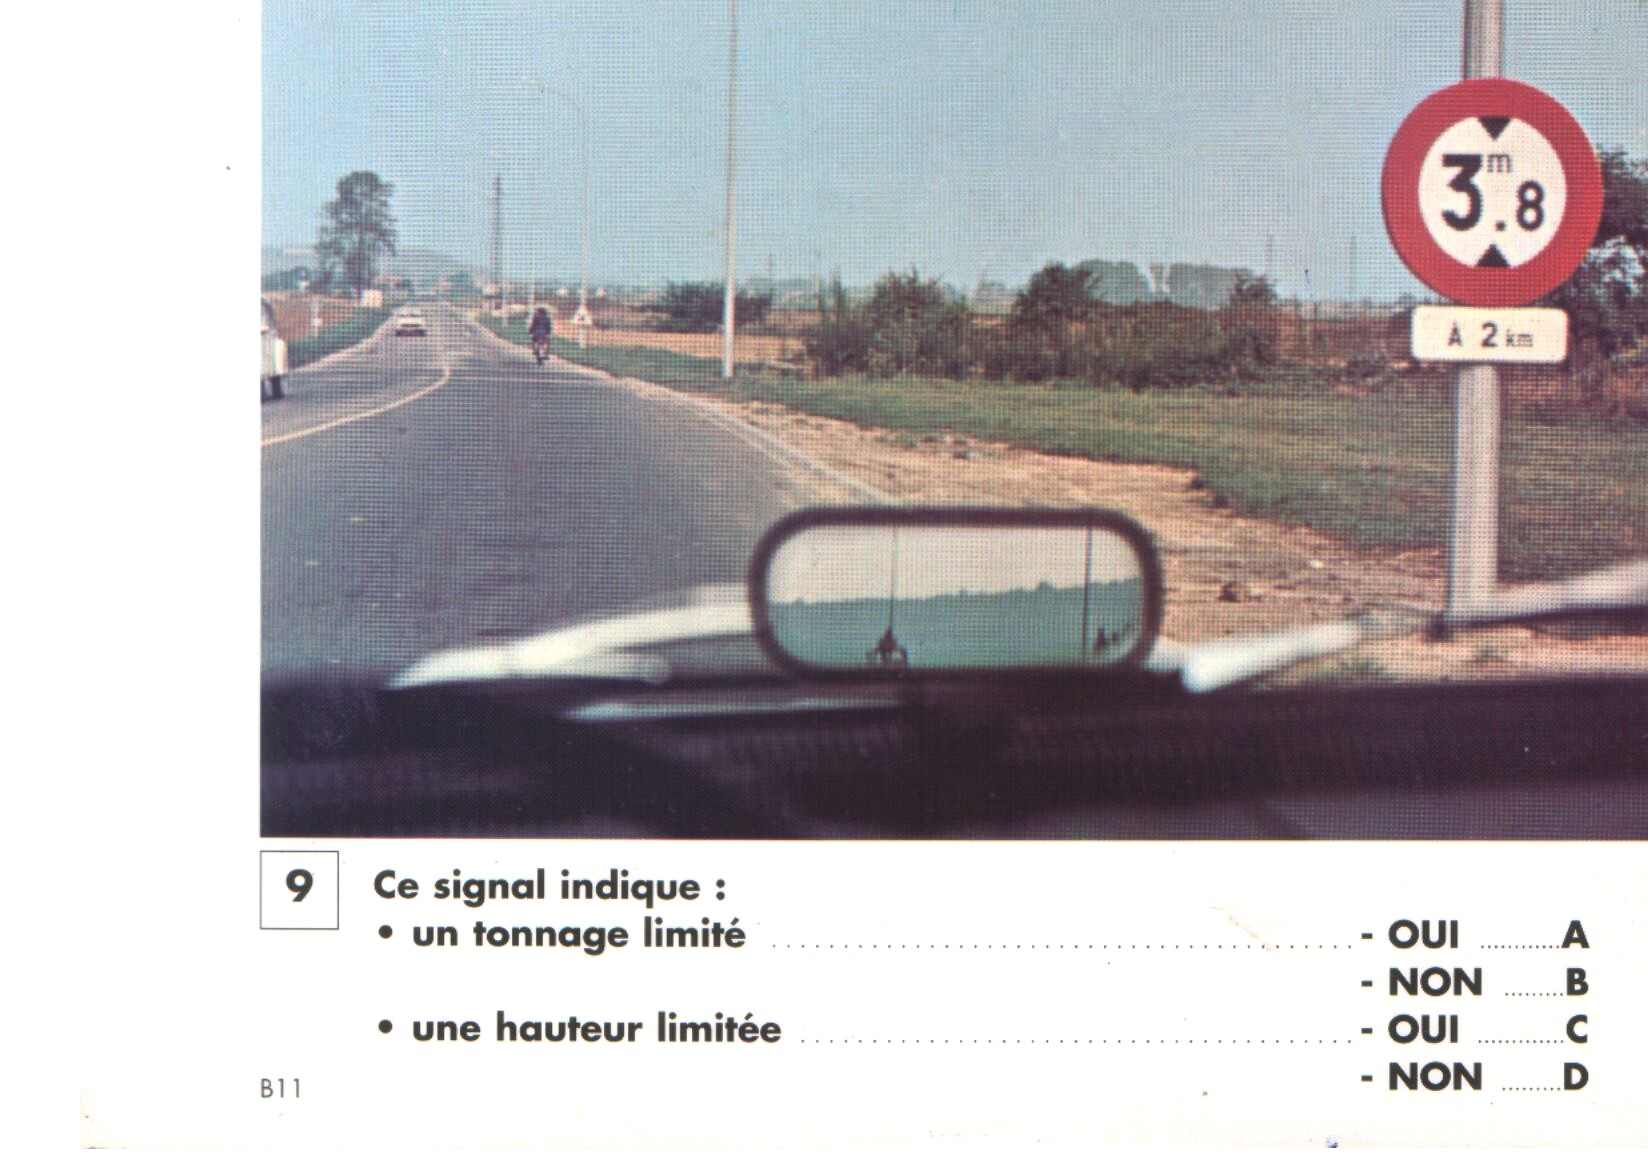 3m.8
A 2 km
9
Ce signal indique :
• un tonnage limité ........................................ - OUI ............A
- NON .........B
• une hauteur limitée ..................................... - OUI .............C
- NON .........D
B11